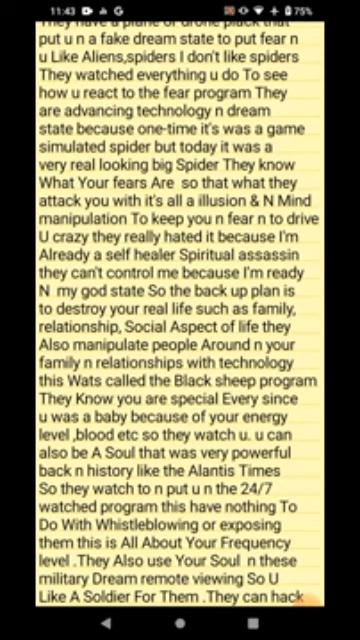 11:43
75%
They have a plane or drone that
put u n a fake dream state to put fear n
u Like Aliens,spiders I don't like spiders
They watched everything u do To see
how u react to the fear program They
are advancing technology n dream
state because one-time it's was a game
simulated spider but today it was a
very real looking big Spider They know
What Your fears Are so that what they
attack you with it's all a illusion & N Mind
manipulation To keep you n fear n to drive
U crazy they really hated it because I'm
Already a self healer Spiritual assassin
they can't control me because I'm ready
N my god state So the back up plan is
to destroy your real life such as family,
relationship, Social Aspect of life they
Also manipulate people Around n your
family n relationships with technology
this Wats called the Black sheep program
They Know you are special Every since
u was a baby because of your energy
level ,blood etc so they watch u. u can
also be A Soul that was very powerful
back n history like the Alantis Times
So they watch to n put u n the 24/7
watched program this have nothing To
Do With Whistleblowing or exposing
them this is All About Your Frequency
level .They Also use Your Soul n these
military Dream remote viewing So U
Like A Soldier For Them .They can hack